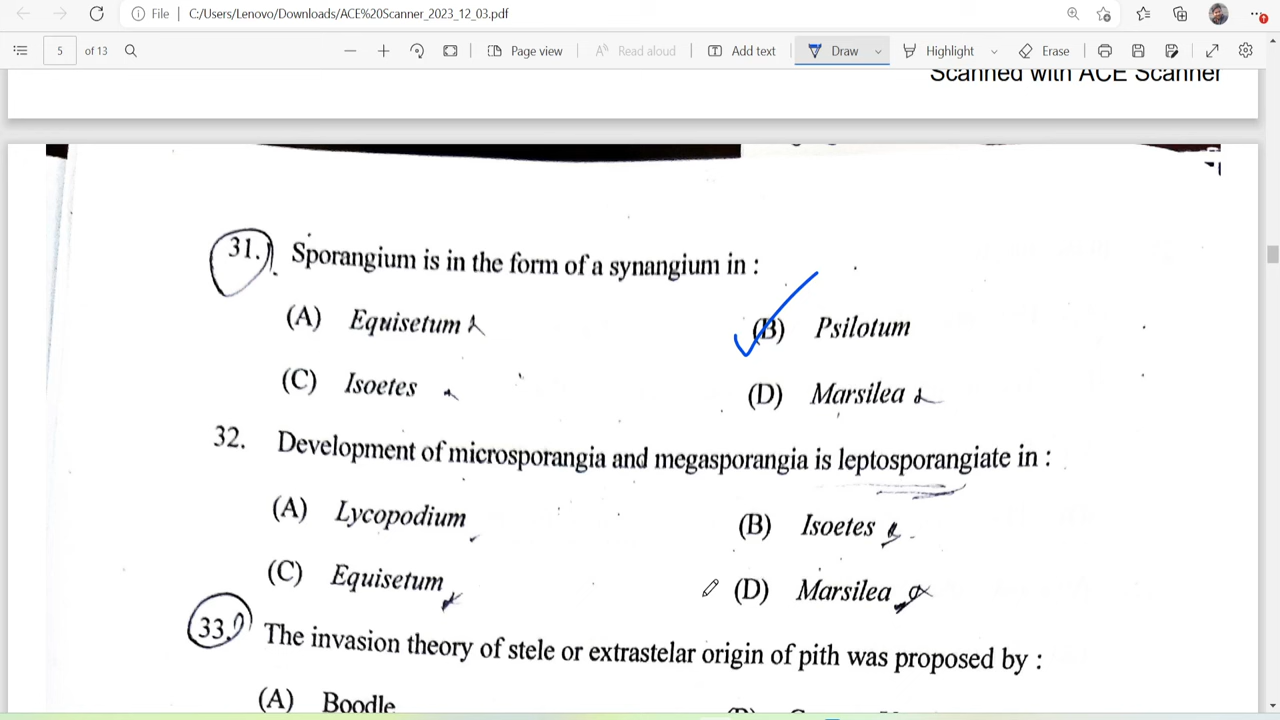 File | C:/Users/Lenovo/Downloads/ACE%20Scanner_2023_12_03.pdf
5 of 13 Page view Read aloud Add text Draw Highlight Erase
Scanned with ACE Scanner
31. Sporangium is in the form of a synangium in :
(A) Equisetum (B) Psilotum
(C) Isoetes (D) Marsilea
32. Development of microsporangia and megasporangia is leptosporangiate in :
(A) Lycopodium (B) Isoetes
(C) Equisetum (D) Marsilea
33. The invasion theory of stele or extrastelar origin of pith was proposed by :
(A) Boodle